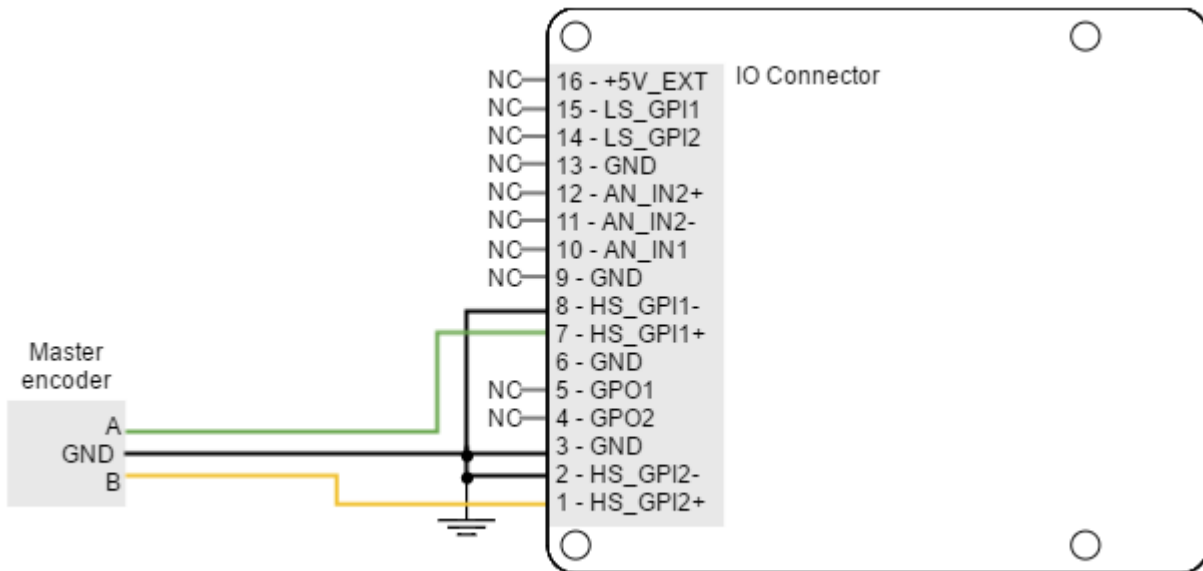 IO Connector
NC 16 - +5V_EXT
NC 15 - LS_GPI1
NC 14 - LS_GPI2
NC 13 - GND
NC 12 - AN_IN2+
NC 11 - AN_IN2-
NC 10 - AN_IN1
NC 9 - GND
8 - HS_GPI1-
7 - HS_GPI1+
6 - GND
NC 5 - GPO1
NC 4 - GPO2
3 - GND
2 - HS_GPI2-
1 - HS_GPI2+
Master
encoder
A
GND
B